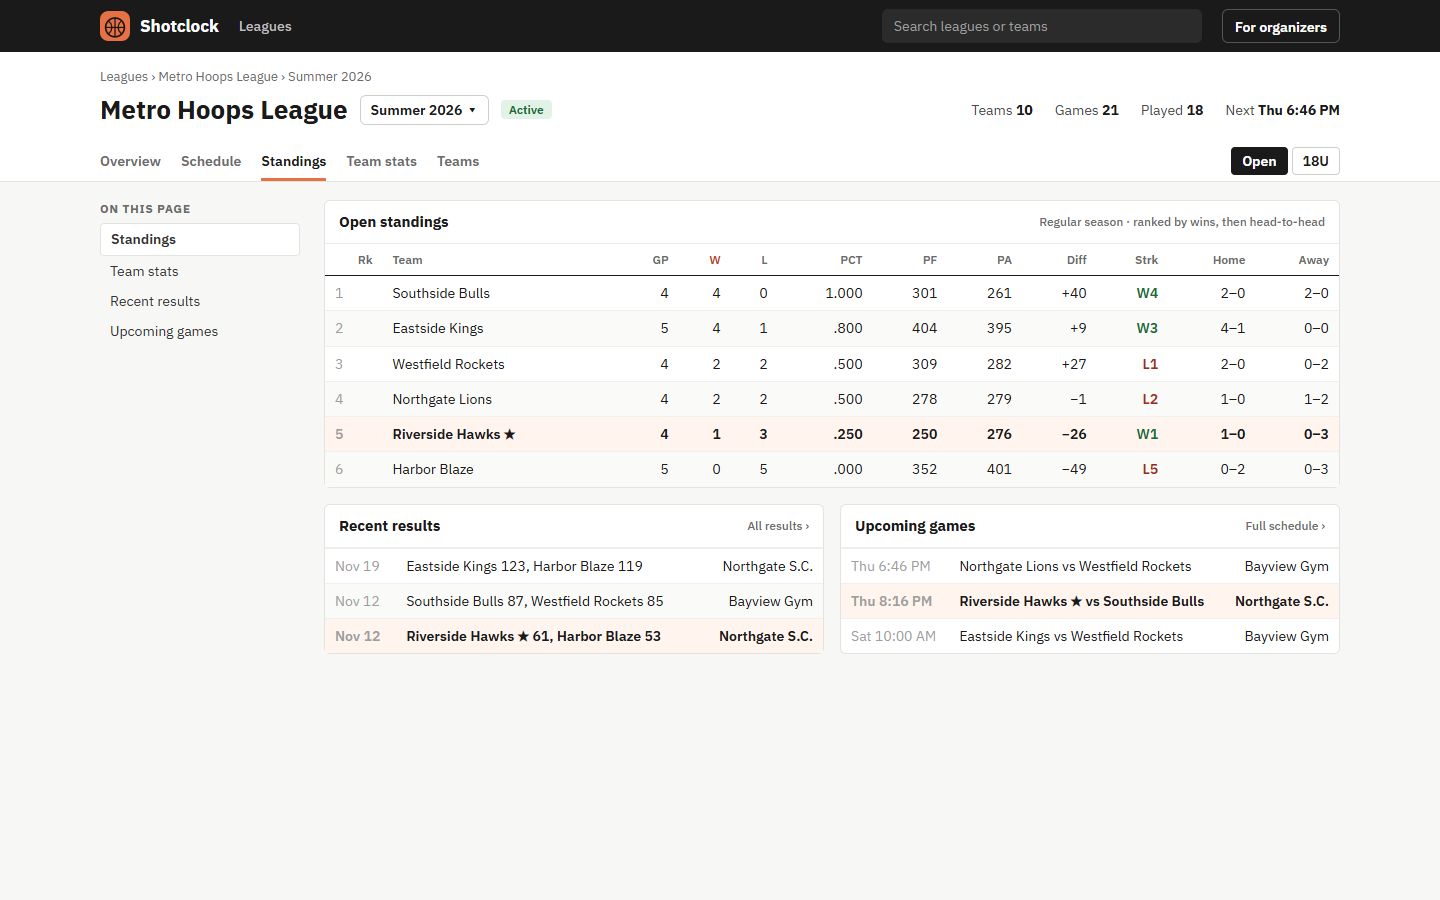 Shotclock Leagues Search leagues or teams For organizers
Leagues › Metro Hoops League › Summer 2026
Metro Hoops League Summer 2026 ▾ Active Teams 10 Games 21 Played 18 Next Thu 6:46 PM
Overview Schedule Standings Team stats Teams Open 18U
ON THIS PAGE
Standings
Team stats
Recent results
Upcoming games
Open standings Regular season · ranked by wins, then head-to-head
Rk Team GP W L PCT PF PA Diff Strk Home Away
1 Southside Bulls 4 4 0 1.000 301 261 +40 W4 2–0 2–0
2 Eastside Kings 5 4 1 .800 404 395 +9 W3 4–1 0–0
3 Westfield Rockets 4 2 2 .500 309 282 +27 L1 2–0 0–2
4 Northgate Lions 4 2 2 .500 278 279 −1 L2 1–0 1–2
5 Riverside Hawks ★ 4 1 3 .250 250 276 −26 W1 1–0 0–3
6 Harbor Blaze 5 0 5 .000 352 401 −49 L5 0–2 0–3
Recent results All results ›
Nov 19 Eastside Kings 123, Harbor Blaze 119 Northgate S.C.
Nov 12 Southside Bulls 87, Westfield Rockets 85 Bayview Gym
Nov 12 Riverside Hawks ★ 61, Harbor Blaze 53 Northgate S.C.
Upcoming games Full schedule ›
Thu 6:46 PM Northgate Lions vs Westfield Rockets Bayview Gym
Thu 8:16 PM Riverside Hawks ★ vs Southside Bulls Northgate S.C.
Sat 10:00 AM Eastside Kings vs Westfield Rockets Bayview Gym